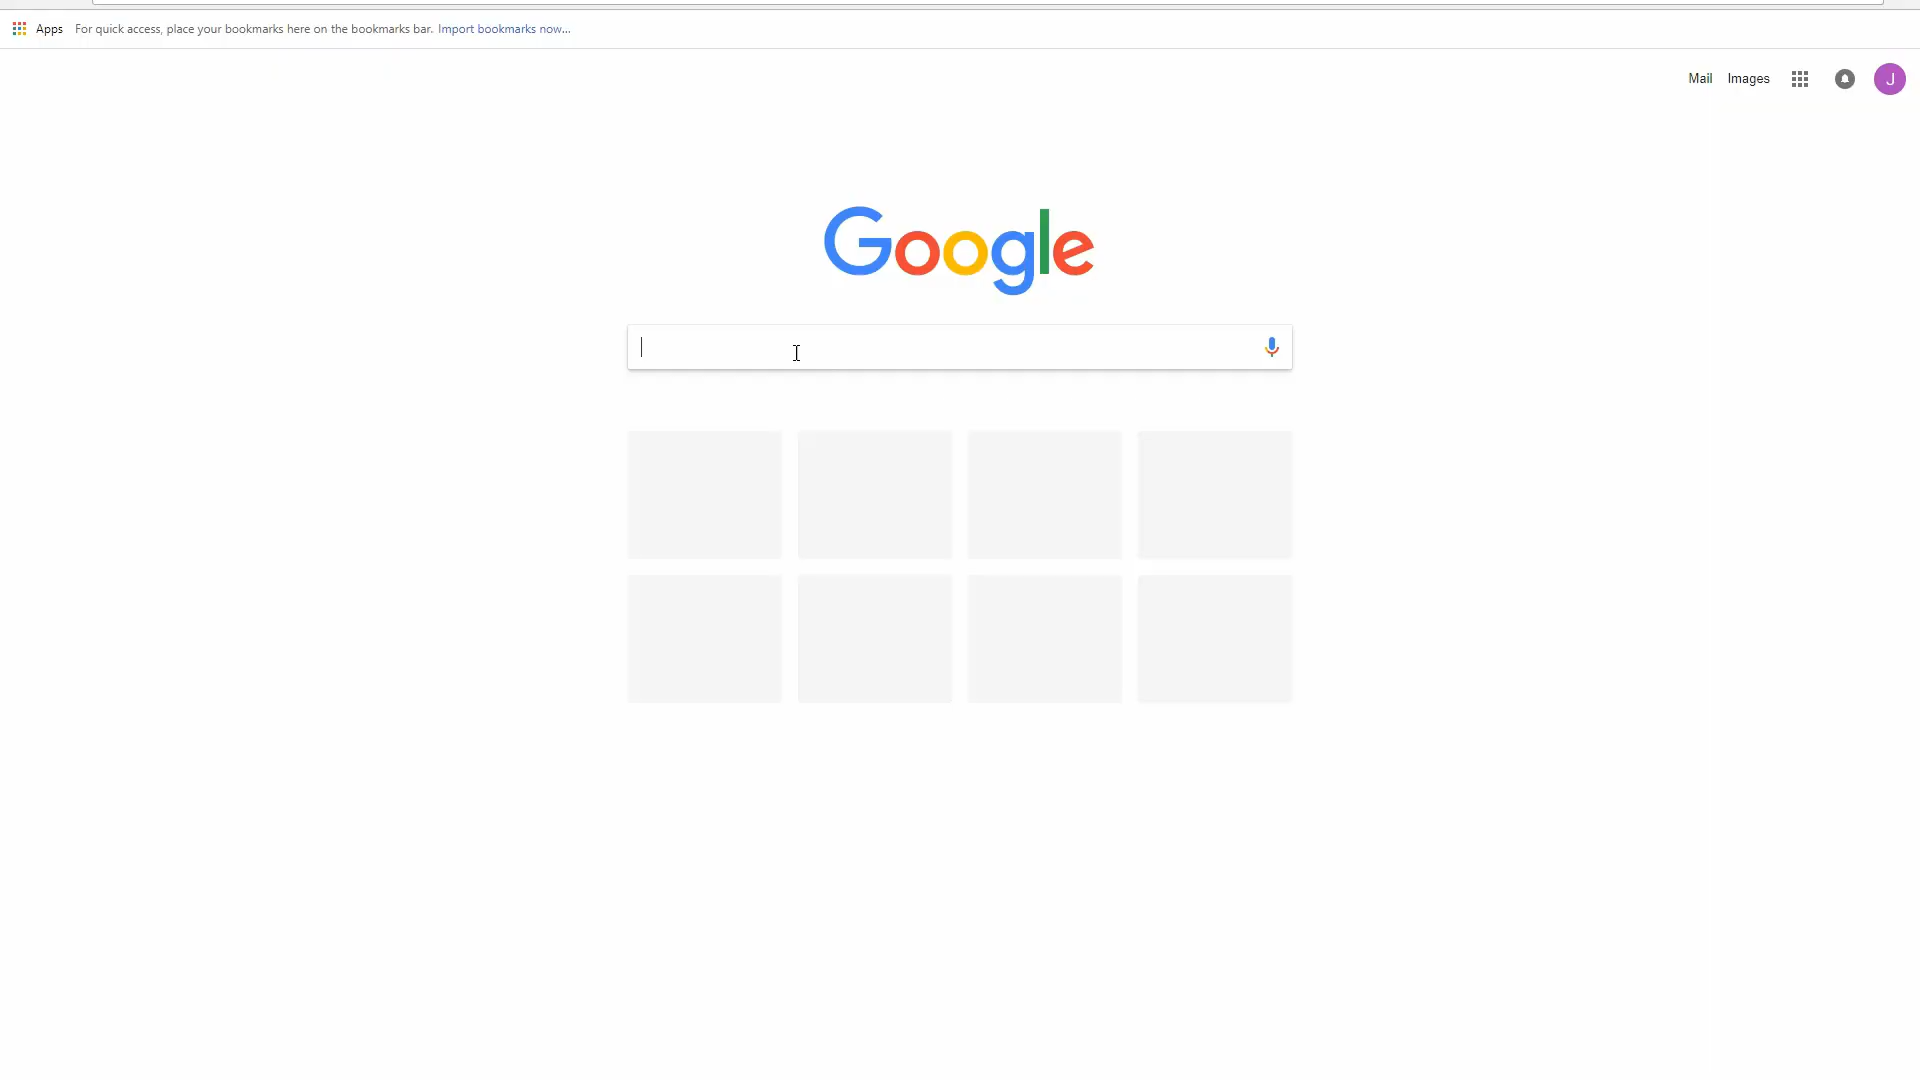 Apps For quick access, place your bookmarks here on the bookmarks bar. Import bookmarks now...
Mail Images J
Google